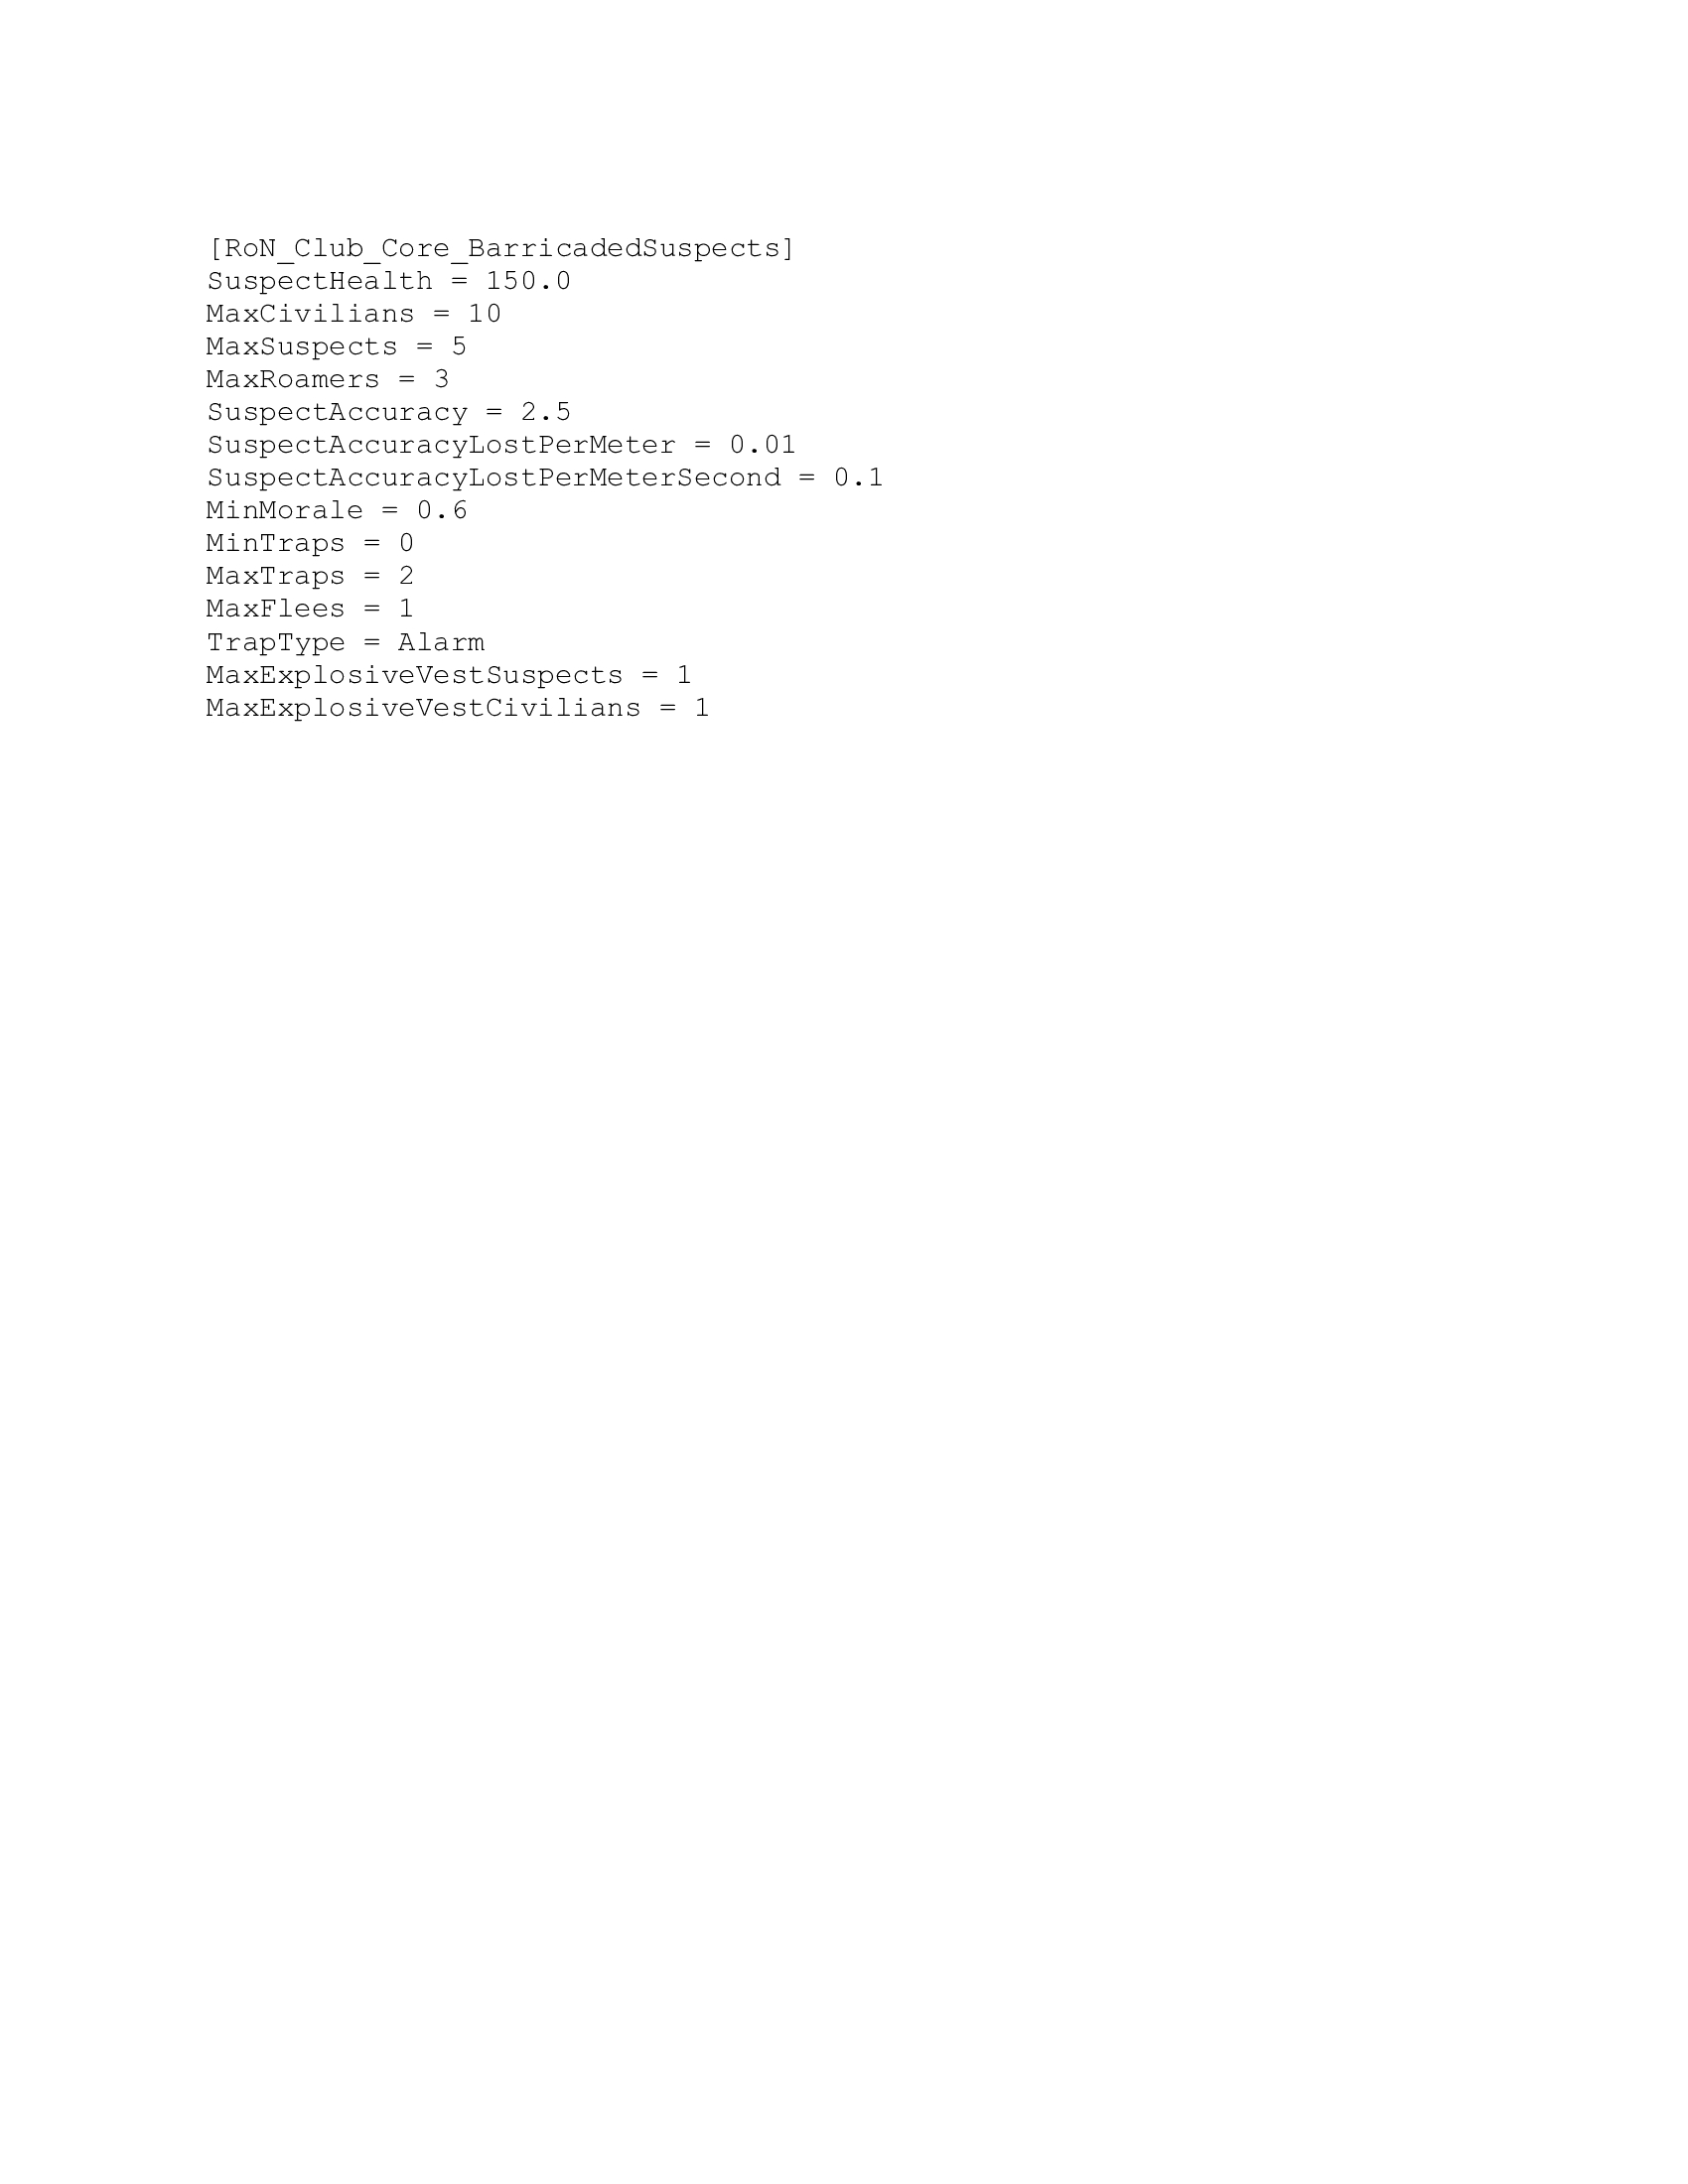 [RoN_Club_Core_BarricadedSuspects]
SuspectHealth = 150.0
MaxCivilians = 10
MaxSuspects = 5
MaxRoamers = 3
SuspectAccuracy = 2.5
SuspectAccuracyLostPerMeter = 0.01
SuspectAccuracyLostPerMeterSecond = 0.1
MinMorale = 0.6
MinTraps = 0
MaxTraps = 2
MaxFlees = 1
TrapType = Alarm
MaxExplosiveVestSuspects = 1
MaxExplosiveVestCivilians = 1